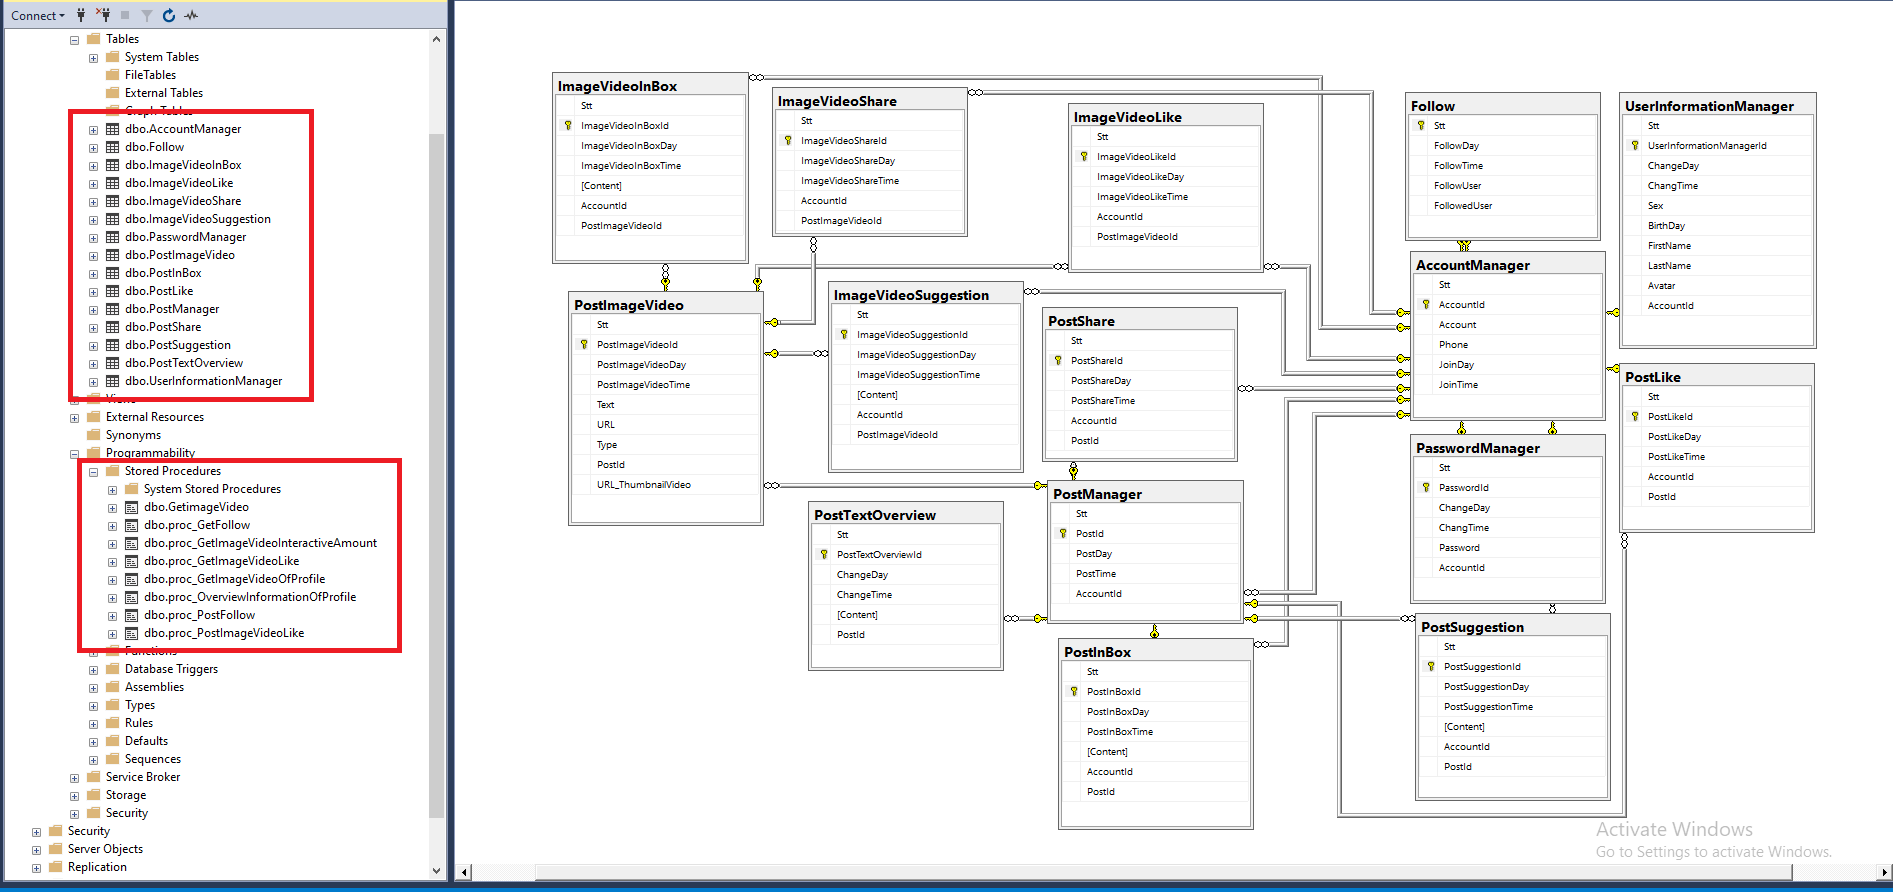 Connect
Tables
System Tables
FileTables
External Tables
Graph Tables
dbo.AccountManager
dbo.Follow
dbo.ImageVideoInBox
dbo.ImageVideoLike
dbo.ImageVideoShare
dbo.ImageVideoSuggestion
dbo.PasswordManager
dbo.PostImageVideo
dbo.PostInBox
dbo.PostLike
dbo.PostManager
dbo.PostShare
dbo.PostSuggestion
dbo.PostTextOverview
dbo.UserInformationManager
Views
External Resources
Synonyms
Programmability
Stored Procedures
System Stored Procedures
dbo.GetimageVideo
dbo.proc_GetFollow
dbo.proc_GetImageVideoInteractiveAmount
dbo.proc_GetImageVideoLike
dbo.proc_GetImageVideoOfProfile
dbo.proc_OverviewInformationOfProfile
dbo.proc_PostFollow
dbo.proc_PostImageVideoLike
Functions
Database Triggers
Assemblies
Types
Rules
Defaults
Sequences
Service Broker
Storage
Security
Security
Server Objects
Replication
ImageVideoInBox
Stt
ImageVideoInBoxId
ImageVideoInBoxDay
ImageVideoInBoxTime
[Content]
AccountId
PostImageVideoId
ImageVideoShare
Stt
ImageVideoShareId
ImageVideoShareDay
ImageVideoShareTime
AccountId
PostImageVideoId
ImageVideoLike
Stt
ImageVideoLikeId
ImageVideoLikeDay
ImageVideoLikeTime
AccountId
PostImageVideoId
Follow
Stt
FollowDay
FollowTime
FollowUser
FollowedUser
UserInformationManager
Stt
UserInformationManagerId
ChangeDay
ChangTime
Sex
BirthDay
FirstName
LastName
Avatar
AccountId
PostImageVideo
Stt
PostImageVideoId
PostImageVideoDay
PostImageVideoTime
Text
URL
Type
PostId
URL_ThumbnailVideo
ImageVideoSuggestion
Stt
ImageVideoSuggestionId
ImageVideoSuggestionDay
ImageVideoSuggestionTime
[Content]
AccountId
PostImageVideoId
PostShare
Stt
PostShareId
PostShareDay
PostShareTime
AccountId
PostId
AccountManager
Stt
AccountId
Account
Phone
JoinDay
JoinTime
PostLike
Stt
PostLikeId
PostLikeDay
PostLikeTime
AccountId
PostId
PasswordManager
Stt
PasswordId
ChangeDay
ChangTime
Password
AccountId
PostManager
Stt
PostId
PostDay
PostTime
AccountId
PostTextOverview
Stt
PostTextOverviewId
ChangeDay
ChangeTime
[Content]
PostId
PostInBox
Stt
PostInBoxId
PostInBoxDay
PostInBoxTime
[Content]
AccountId
PostId
PostSuggestion
Stt
PostSuggestionId
PostSuggestionDay
PostSuggestionTime
[Content]
AccountId
PostId
Activate Windows
Go to Settings to activate Windows.